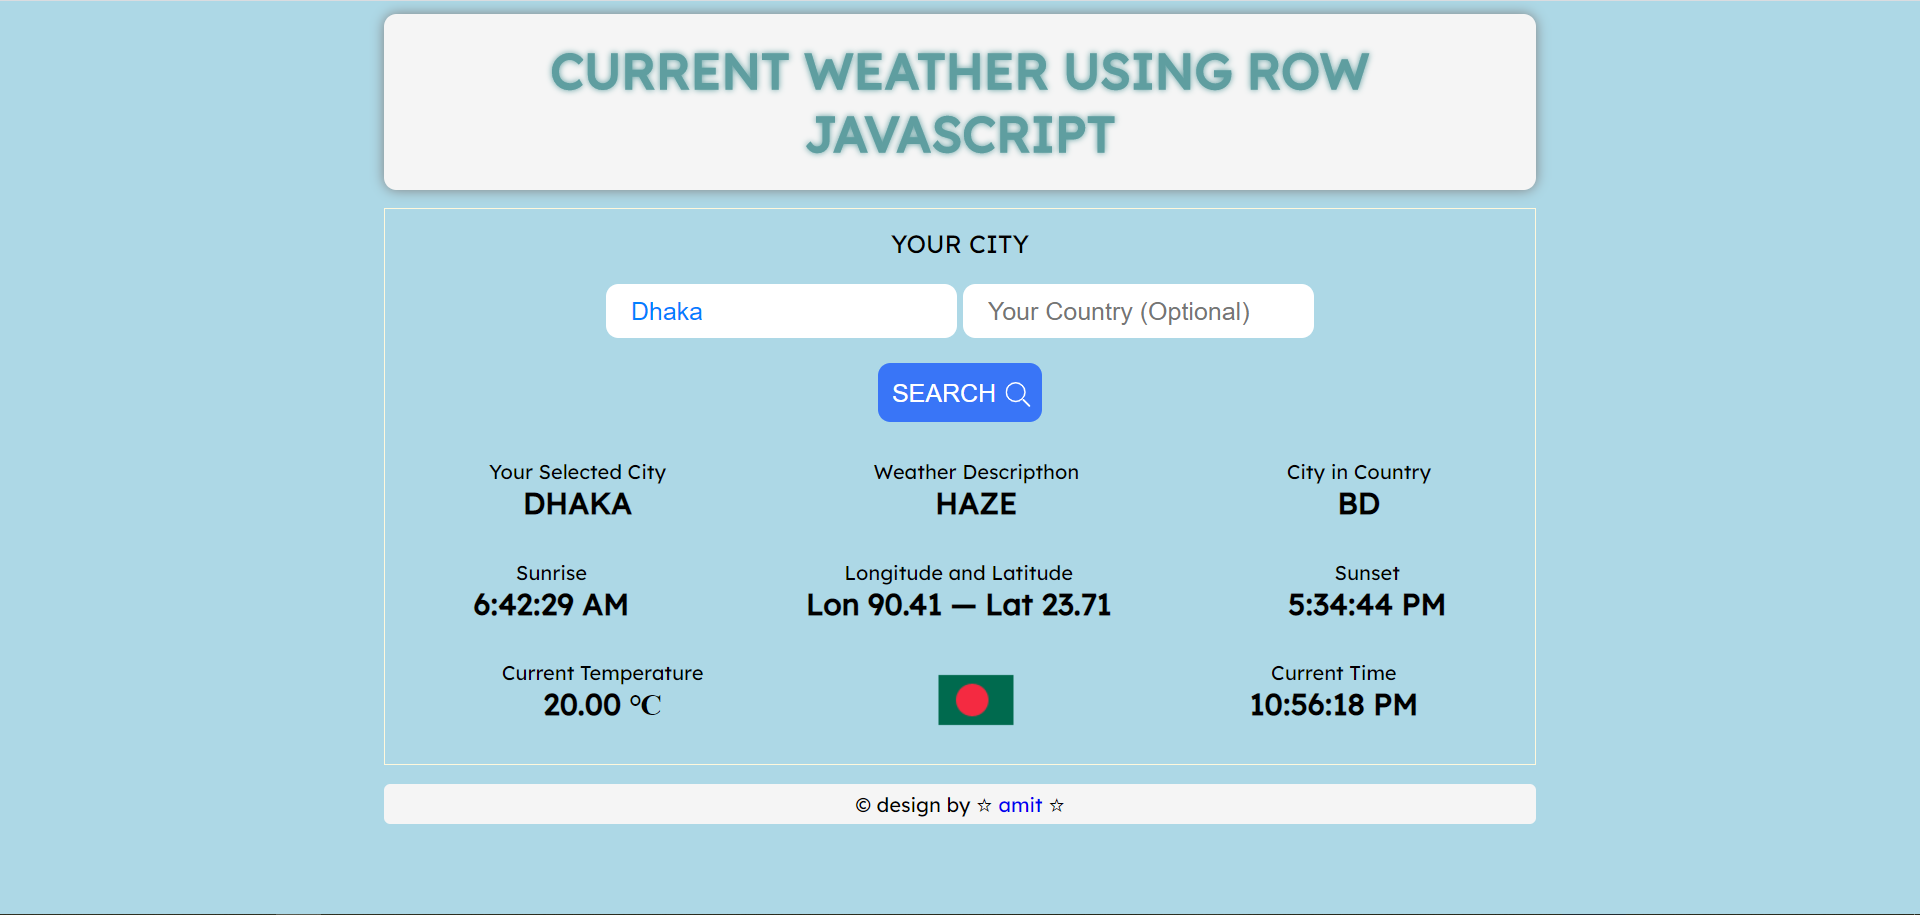 CURRENT WEATHER USING ROW
JAVASCRIPT
YOUR CITY
Dhaka Your Country (Optional)
SEARCH
Your Selected City Weather Descripthon City in Country
DHAKA HAZE BD
Sunrise Longitude and Latitude Sunset
6:42:29 AM Lon 90.41 — Lat 23.71 5:34:44 PM
Current Temperature Current Time
20.00 °C 10:56:18 PM
© design by ☆ amit ☆